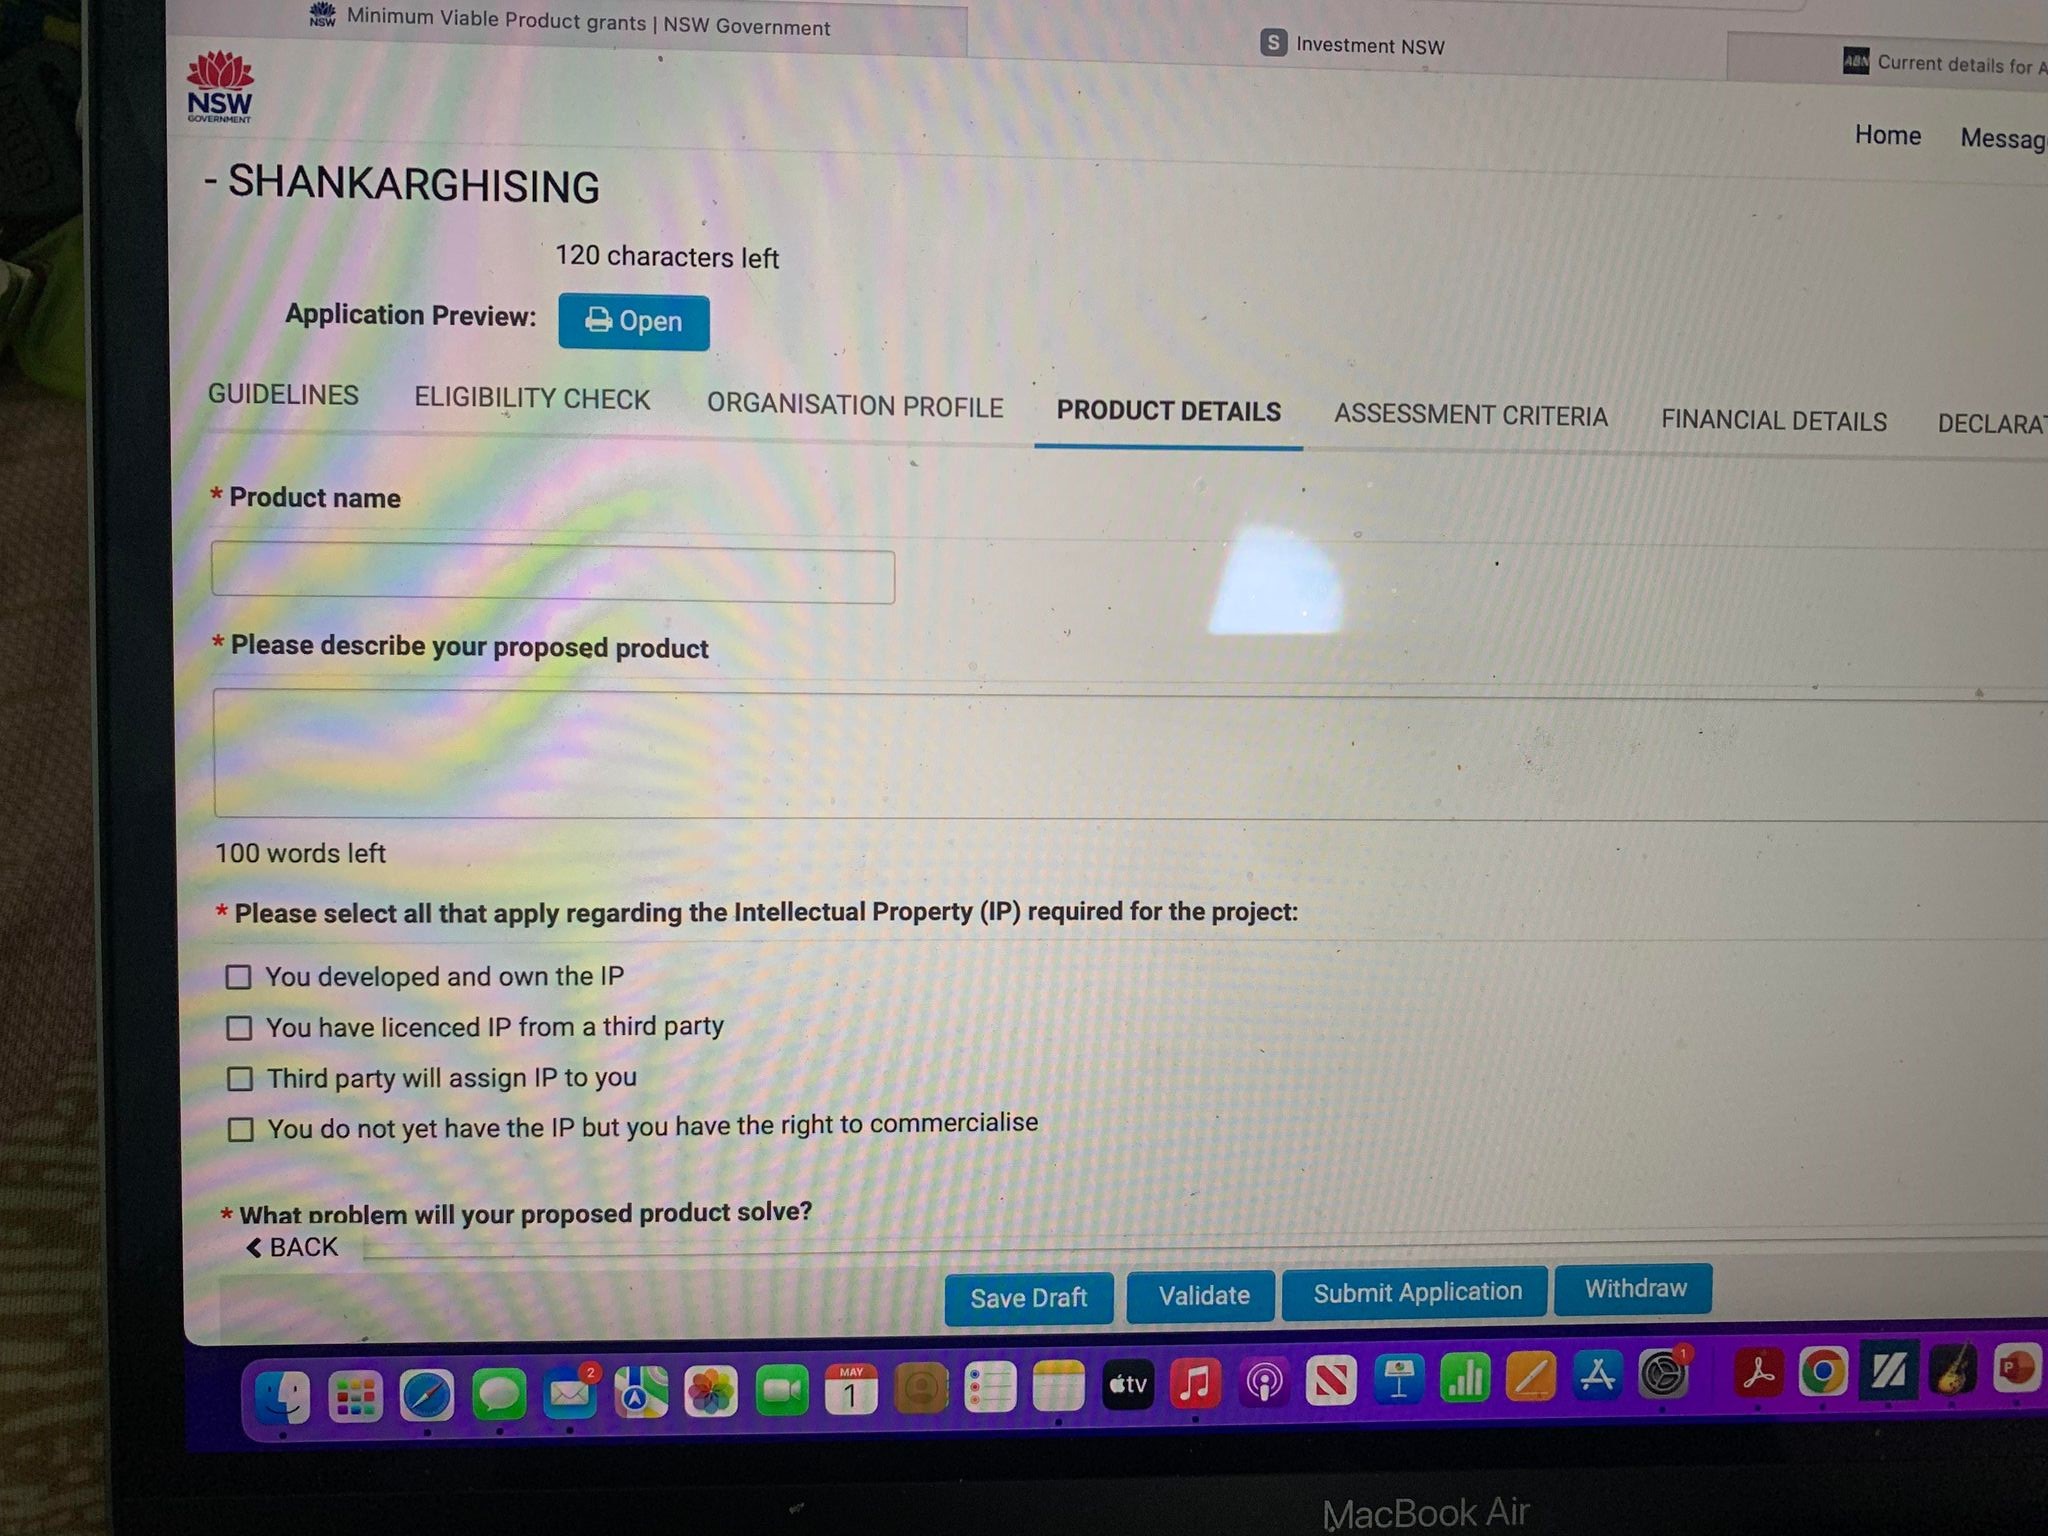 Minimum Viable Product grants | NSW Government
S Investment NSW
ABN Current details for A
NSW
GOVERNMENT
Home Messag
- SHANKARGHISING
120 characters left
Application Preview: Open
GUIDELINES ELIGIBILITY CHECK ORGANISATION PROFILE PRODUCT DETAILS ASSESSMENT CRITERIA FINANCIAL DETAILS DECLARAT
* Product name
* Please describe your proposed product
100 words left
* Please select all that apply regarding the Intellectual Property (IP) required for the project:
You developed and own the IP
You have licenced IP from a third party
Third party will assign IP to you
You do not yet have the IP but you have the right to commercialise
* What problem will your proposed product solve?
BACK
Save Draft Validate Submit Application Withdraw
2 MAY 1 tv 1 P
MacBook Air